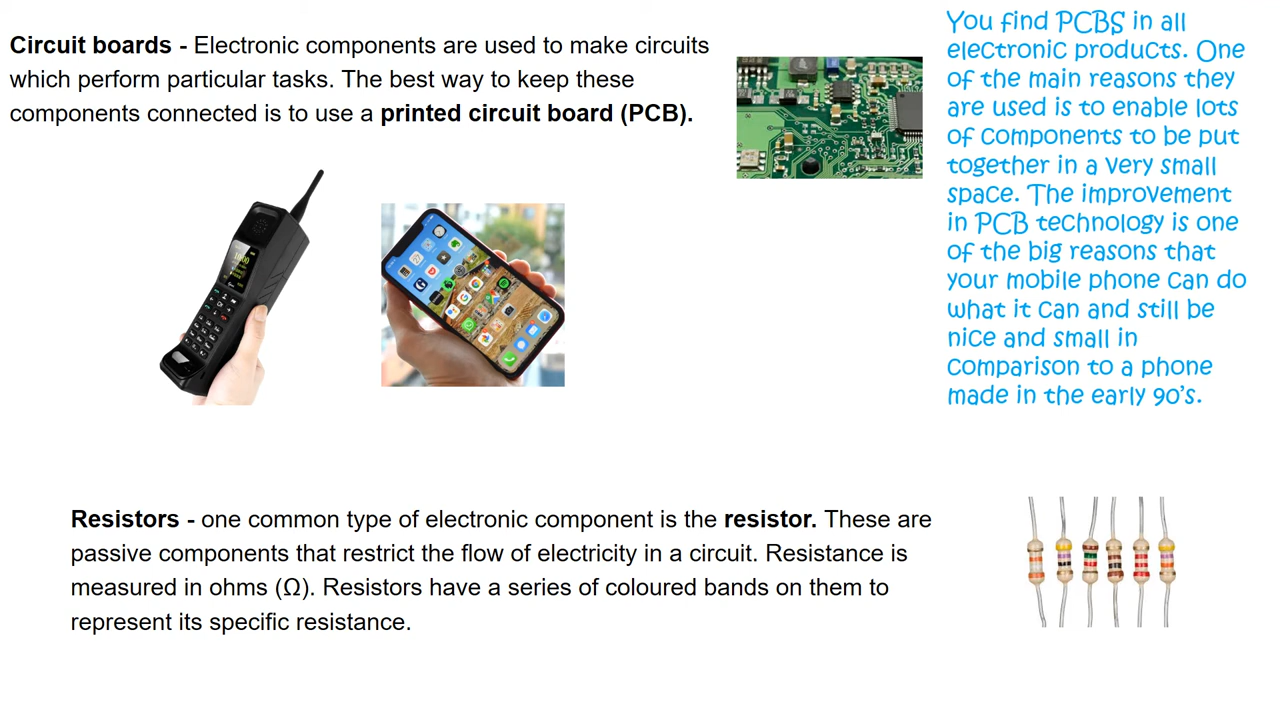 Circuit boards - Electronic components are used to make circuits
which perform particular tasks. The best way to keep these
components connected is to use a printed circuit board (PCB).
You find PCBS in all
electronic products. One
of the main reasons they
are used is to enable lots
of components to be put
together in a very small
space. The improvement
in PCB technology is one
of the big reasons that
your mobile phone can do
what it can and still be
nice and small in
comparison to a phone
made in the early 90's.
Resistors - one common type of electronic component is the resistor. These are
passive components that restrict the flow of electricity in a circuit. Resistance is
measured in ohms (Ω). Resistors have a series of coloured bands on them to
represent its specific resistance.